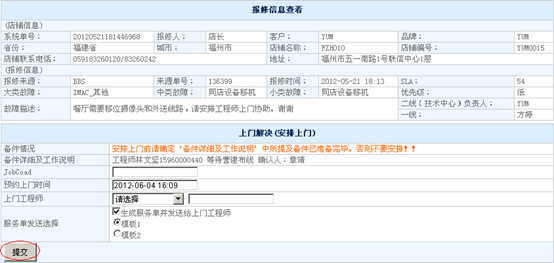 报修信息查看
(店铺信息)
系统单号: 20120521181446968 报修人: 店长 客户: YUM 品牌: YUM
省份: 福建省 城市: 福州市 店铺名称: FZH010 店铺编号: YUM0015
店铺联系电话: 059183260120/83260242 地址: 福州市五一南路1号联信中心1层
(报修信息)
报修来源: BBS 来源单号: 136399 报修时间: 2012-05-21 18:13 SLA: 54
大类故障: IMAC_其他 中类故障: 同店设备移机 小类故障: 同店设备移机 优先级: 低
故障描述: 餐厅需要移位摄像头和外送线路，请安装工程师上门协助。谢谢 二线（技术中心）负责人: YUM
一线: 方婷
上门解决(安排上门)
备件情况 安排上门前请确定‘备件详细及工作说明’中所提及备件已准备完毕。否则不要安排！！
备件详细及工作说明 工程师林文坚15960000440 等待营建布线 确认人；章靖
JobCoad
预约上门时间 2012-06-04 16:09
上门工程师 请选择
服务单发送选择 生成服务单并发送给上门工程师
模板1
模板2
提交